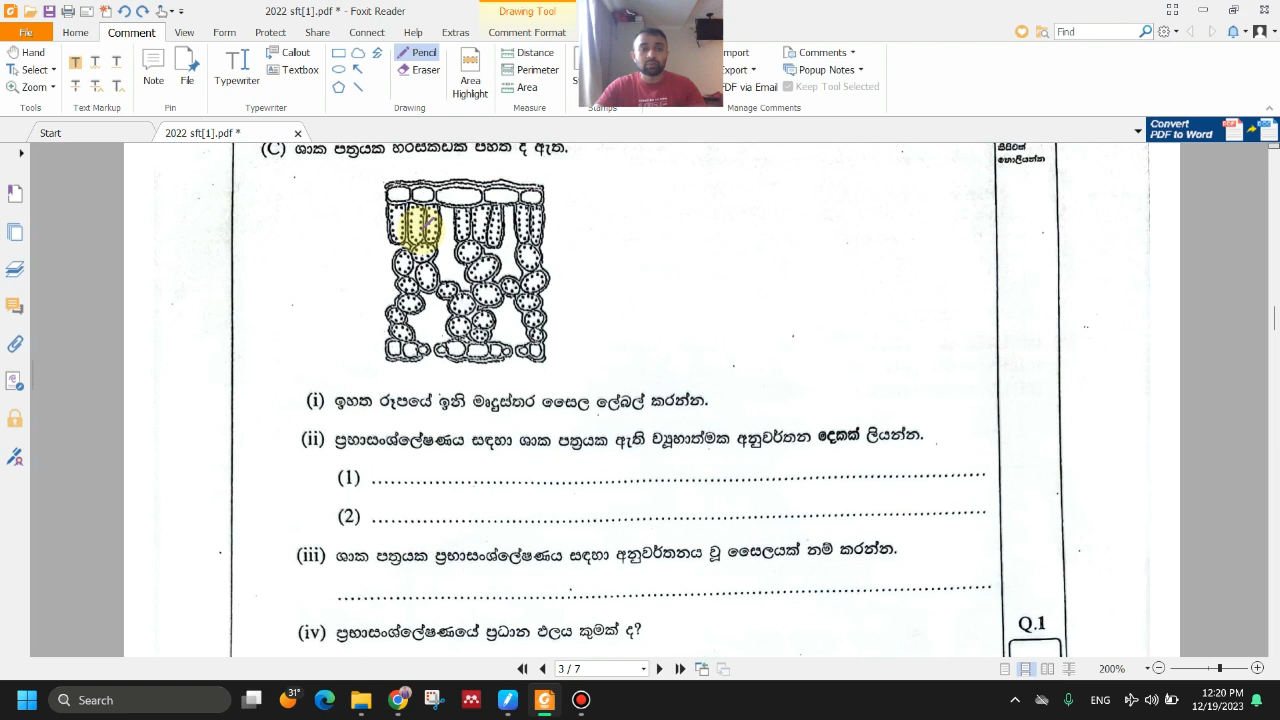 2022 sft[1].pdf * - Foxit Reader
Drawing Tool
File
Home
Comment
View
Form
Protect
Share
Connect
Help
Extras
Comment Format
Find
Hand
Select
Zoom
Tools
Text Markup
Note
File
Pin
Typewriter
Callout
Textbox
Typewriter
Pencil
Eraser
Drawing
Area
Highlight
Distance
Perimeter
Area
Stamps
mport
xport
DF via Email
Comments
Popup Notes
Keep Tool Selected
Manage Comments
Start
2022 sft[1].pdf *
Convert
PDF to Word
(C) ශාක පත්‍රයක හරස්කඩක් පහත දී ඇත.
කිසිවක්
නොලියන්න
(i) ඉහත රූපයේ ඉනි මෘදුස්තර සෛල ලේබල් කරන්න.
(ii) ප්‍රභාසංශ්ලේෂණය සඳහා ශාක පත්‍රයක ඇති ව්‍යූහාත්මක අනුවර්තන දෙකක් ලියන්න.
(1)
(2)
(iii) ශාක පත්‍රයක ප්‍රභාසංශ්ලේෂණය සඳහා අනුවර්තනය වූ සෛලයක් නම් කරන්න.
(iv) ප්‍රභාසංශ්ලේෂණයේ ප්‍රධාන ඵලය කුමක් ද?
Q.1
3 / 7
200%
Search
31°
ENG
12:20 PM
12/19/2023